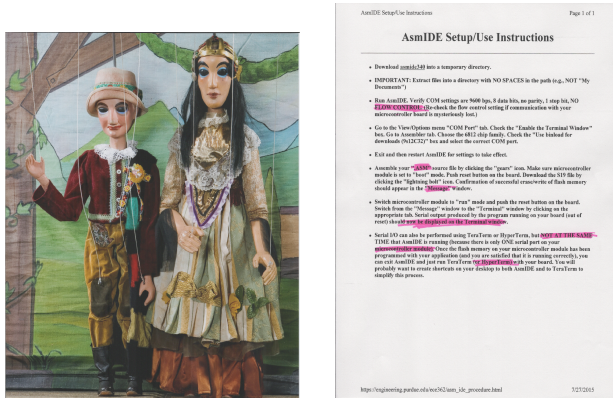 AsmIDE Setup/Use Instructions Page 1 of 1
AsmIDE Setup/Use Instructions
• Download asmide340 into a temporary directory.
• IMPORTANT: Extract files into a directory with NO SPACES in the path (e.g., NOT "My
Documents")
• Run AsmIDE. Verify COM settings are 9600 bps, 8 data bits, no parity, 1 stop bit, NO
FLOW CONTROL. (Re-check the flow control setting if communication with your
microcontroller board is mysteriously lost.)
• Go to the View/Options menu "COM Port" tab. Check the "Enable the Terminal Window"
box. Go to Assembler tab. Choose the 6812 chip family. Check the "Use binload for
downloads (9s12C32)" box and select the correct COM port.
• Exit and then restart AsmIDE for settings to take effect.
• Assemble your "ASM" source file by clicking the "gears" icon. Make sure microcontroller
module is set to "boot" mode. Push reset button on the board. Download the S19 file by
clicking the "lightning bolt" icon. Confirmation of successful erase/write of flash memory
should appear in the "Message" Window.
• Switch microcontroller module to "run" mode and push the reset button on the board.
Switch from the "Message" window to the "Terminal" window by clicking on the
appropriate tab. Serial output produced by the program running on your board (out of
reset) should now be displayed on the Terminal window.
• Serial I/O can also be performed using TeraTerm or HyperTerm, but NOT AT THE SAME
TIME that AsmIDE is running (because there is only ONE serial port on your
microcontroller module). Once the flash memory on your microcontroller module has been
programmed with your application (and you are satisfied that it is running correctly), you
can exit AsmIDE and just run TeraTerm (or HyperTerm) with your board. You will
probably want to create shortcuts on your desktop to both AsmIDE and to TeraTerm to
simplify this process.
https://engineering.purdue.edu/ece362/asm_ide_procedure.html 7/27/2015